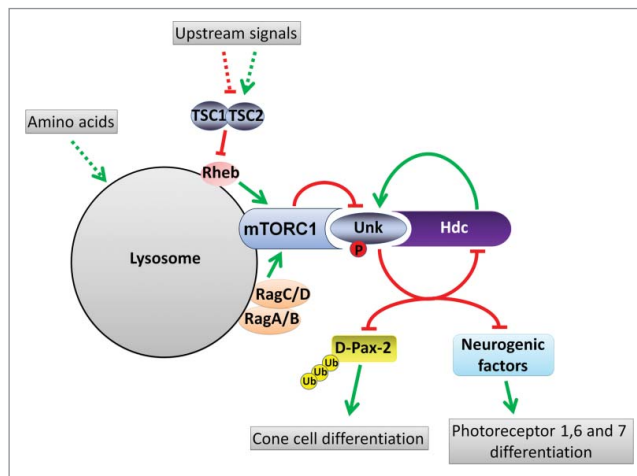 Upstream signals
TSC1 TSC2
Amino acids
Rheb
mTORC1
Unk
Hdc
P
Lysosome
RagC/D
RagA/B
D-Pax-2
Ub
Ub
Ub
Neurogenic
factors
Cone cell differentiation
Photoreceptor 1,6 and 7
differentiation